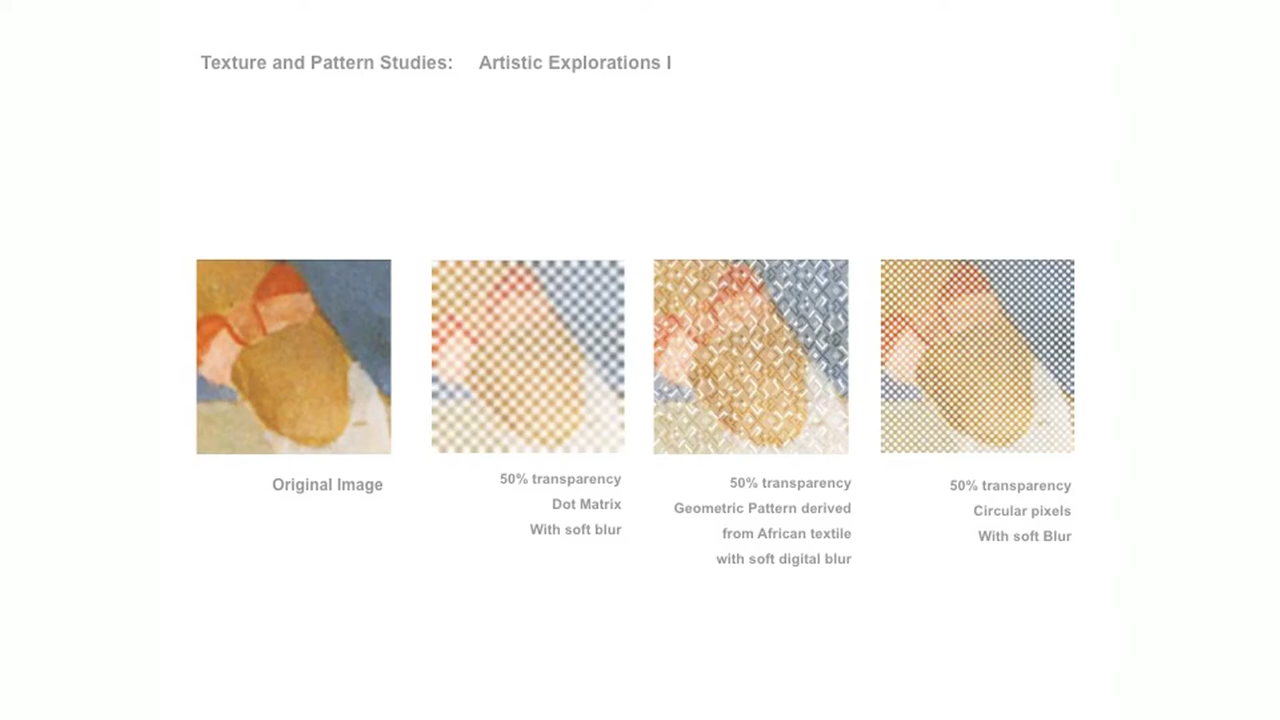 Texture and Pattern Studies: Artistic Explorations I
Original Image
50% transparency
Dot Matrix
With soft blur
50% transparency
Geometric Pattern derived
from African textile
with soft digital blur
50% transparency
Circular pixels
With soft Blur